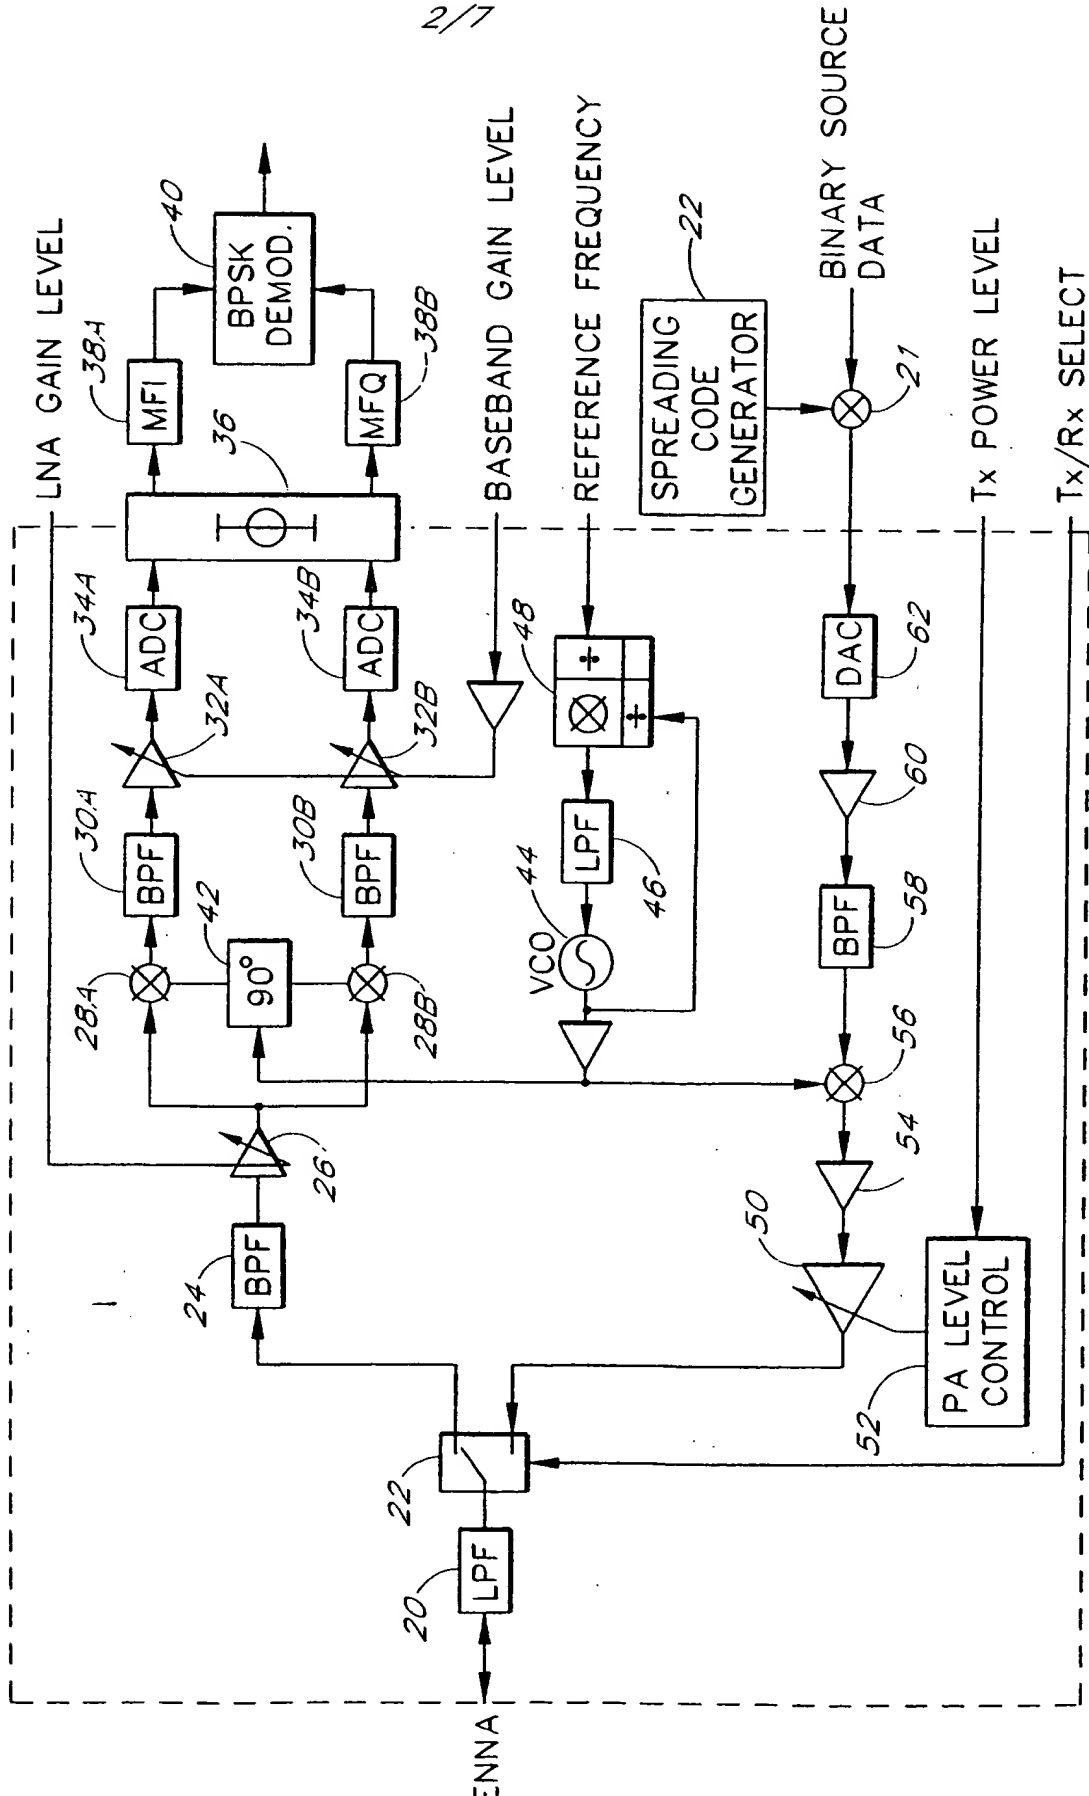 2/7
LNA GAIN LEVEL
38A
MFI
40
BPSK
DEMOD.
MFQ
38B
36
34A
ADC
34B
ADC
32A
32B
30A
BPF
30B
BPF
42
90°
28A
28B
26
24
BPF
BASEBAND GAIN LEVEL
REFERENCE FREQUENCY
48
÷
÷
LPF
46
44
VCO
SPREADING
CODE
GENERATOR
22
BINARY SOURCE
DATA
21
DAC
62
60
BPF
58
56
54
50
PA LEVEL
CONTROL
52
Tx POWER LEVEL
Tx/Rx SELECT
22
20
LPF
ENNA